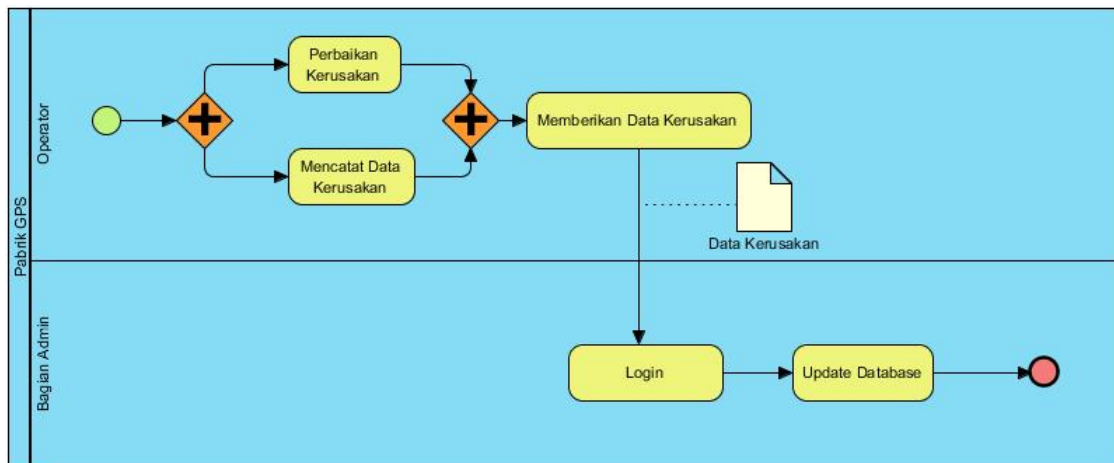 Pabrik GPS
Operator
Perbaikan
Kerusakan
Mencatat Data
Kerusakan
Memberikan Data Kerusakan
Data Kerusakan
Bagian Admin
Login
Update Database